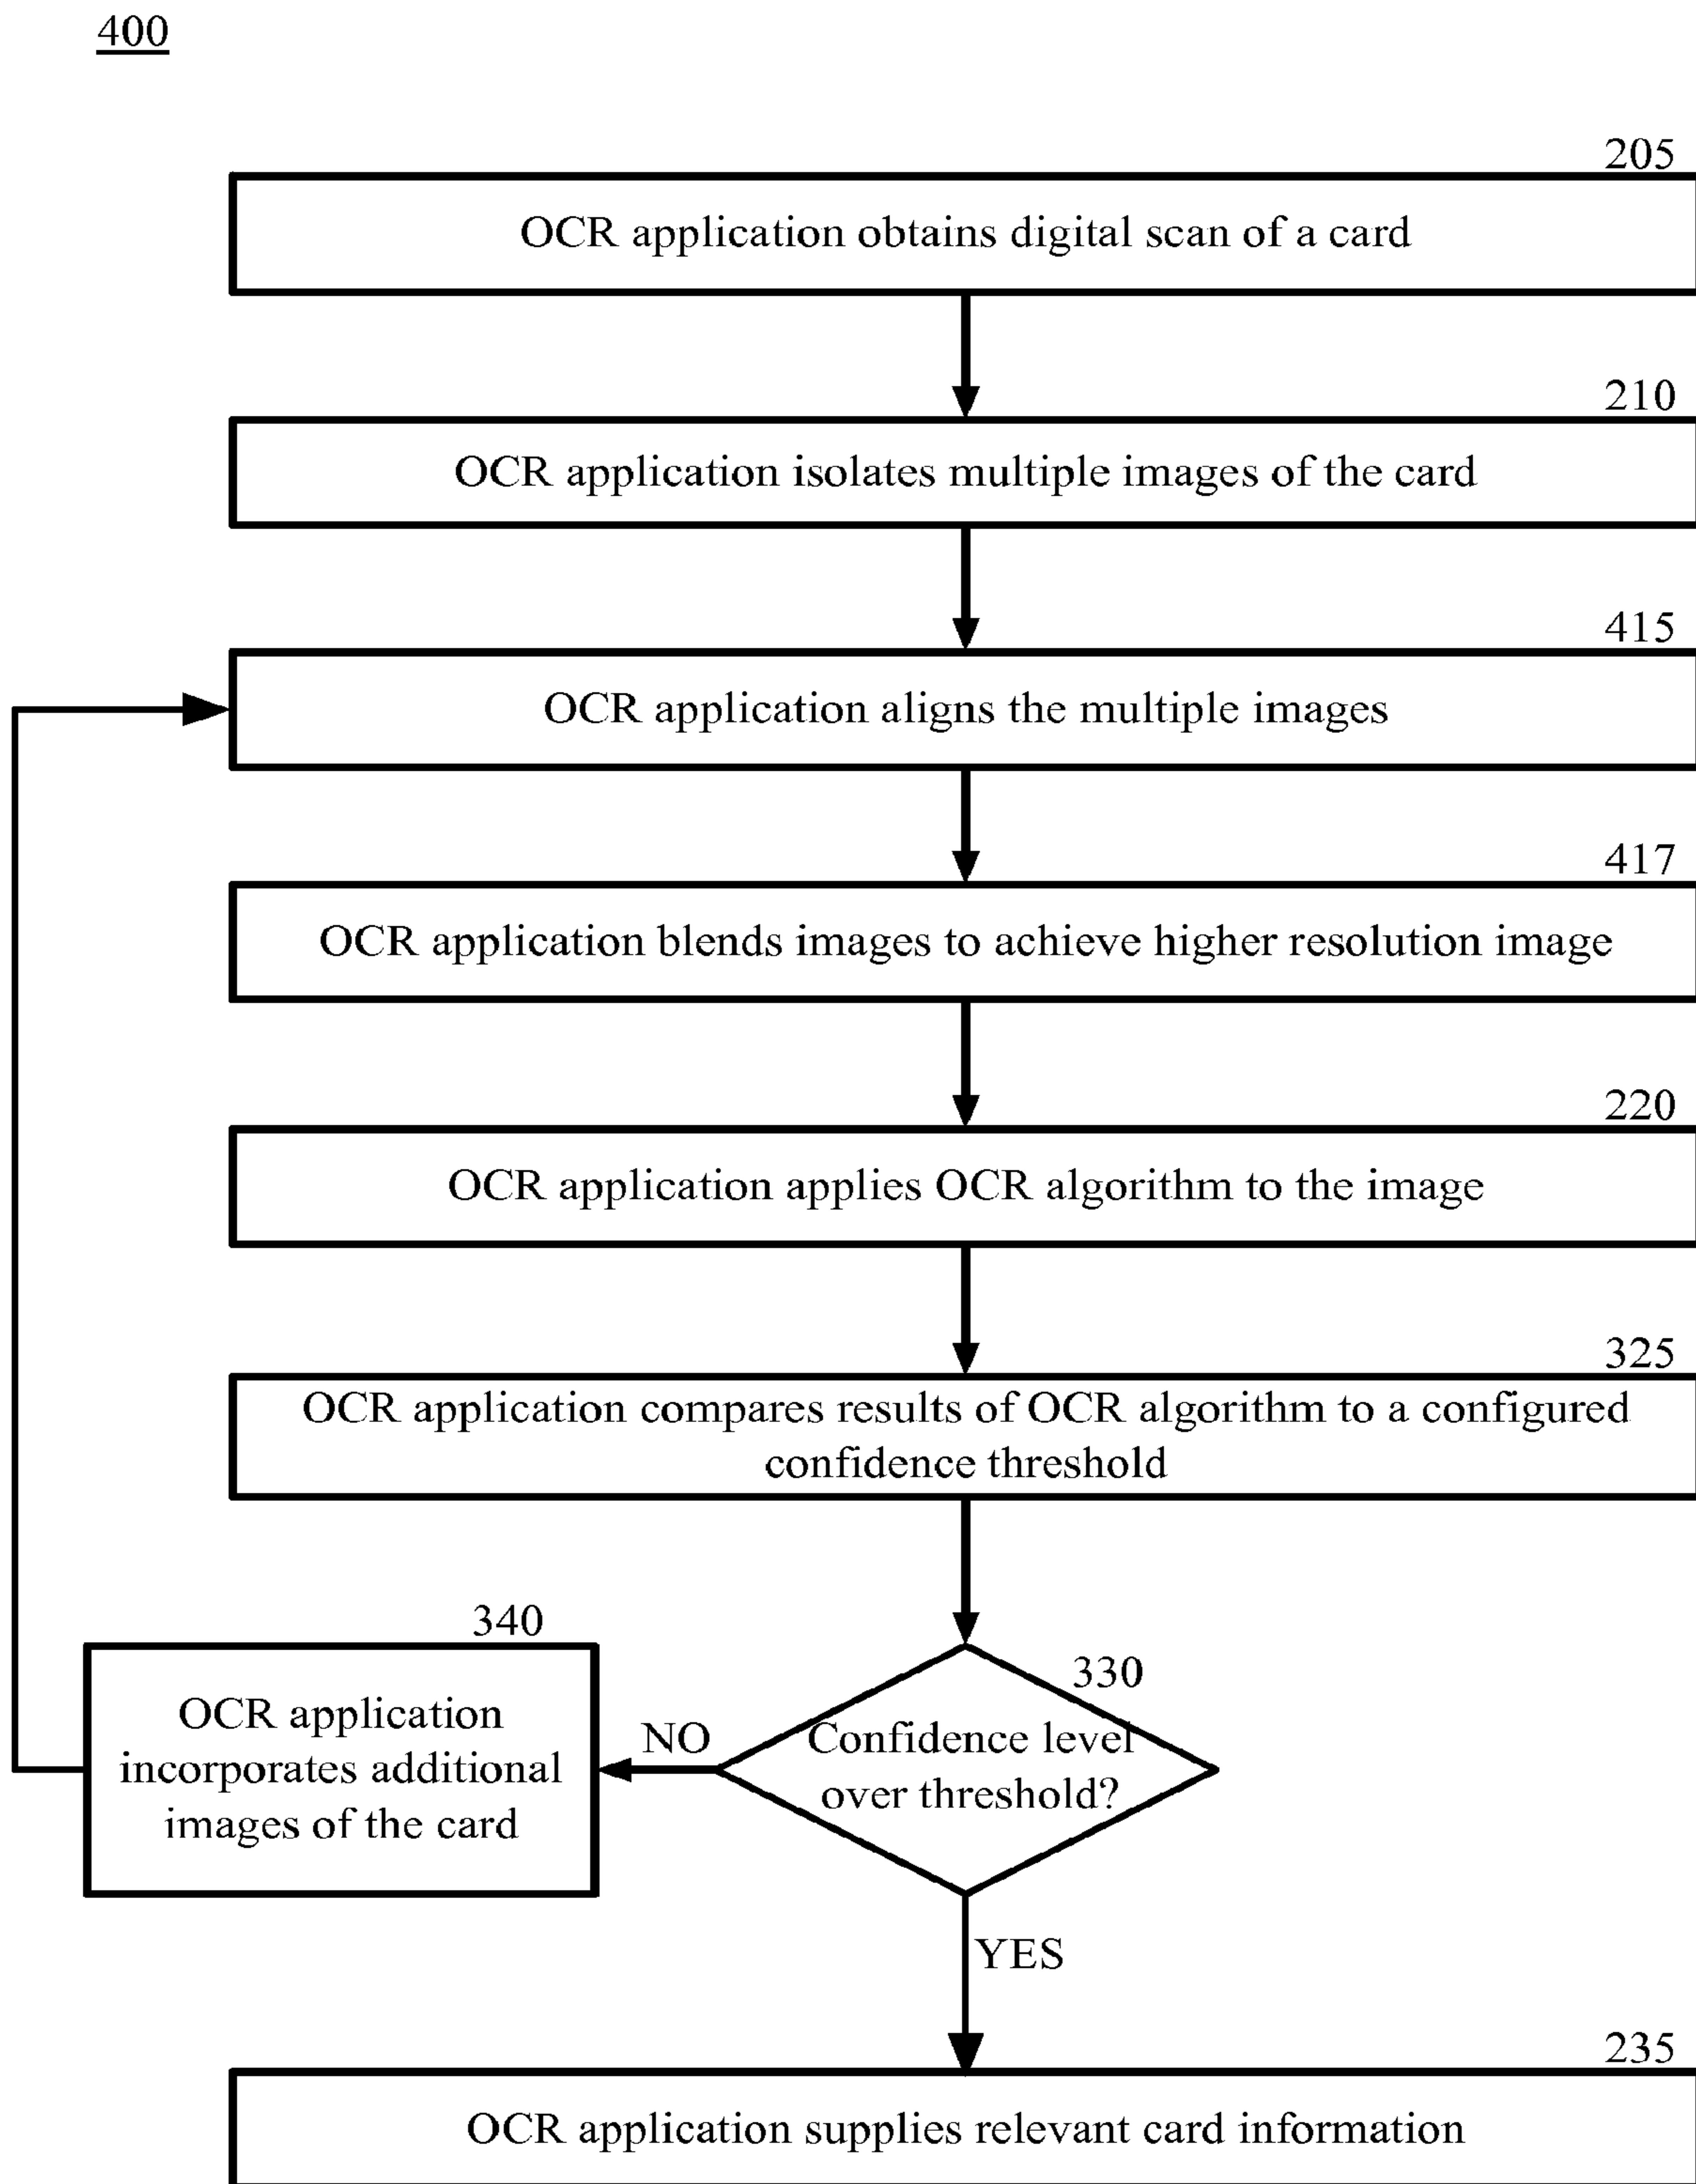 400
205
OCR application obtains digital scan of a card
210
OCR application isolates multiple images of the card
415
OCR application aligns the multiple images
417
OCR application blends images to achieve higher resolution image
220
OCR application applies OCR algorithm to the image
325
OCR application compares results of OCR algorithm to a configured
confidence threshold
340
OCR application
incorporates additional
images of the card
NO
330
Confidence level
over threshold?
YES
235
OCR application supplies relevant card information